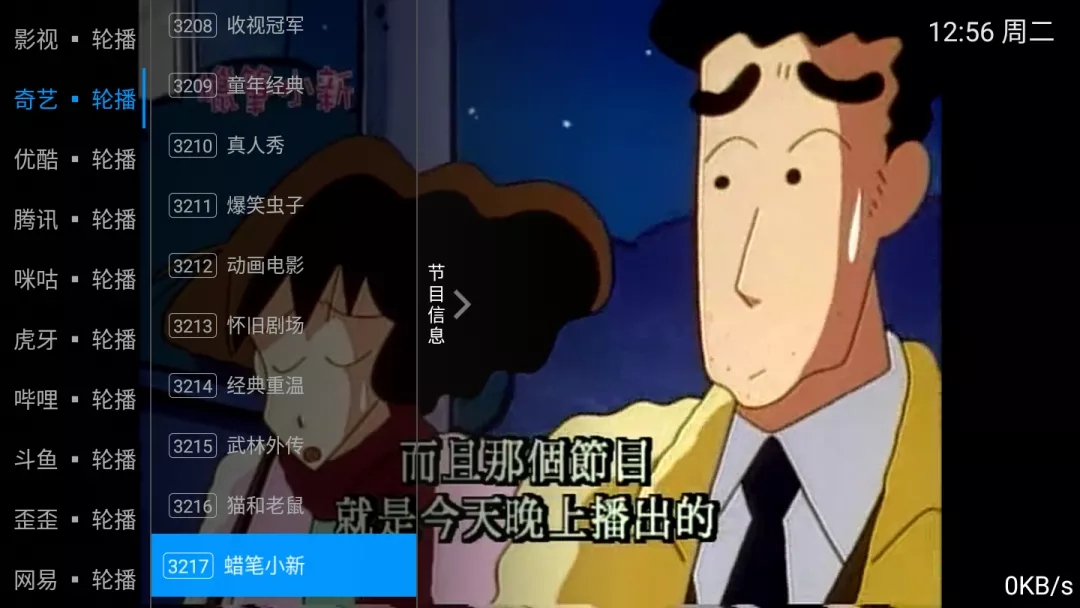 影视 ▪ 轮播
奇艺 ▪ 轮播
优酷 ▪ 轮播
腾讯 ▪ 轮播
咪咕 ▪ 轮播
虎牙 ▪ 轮播
哔哩 ▪ 轮播
斗鱼 ▪ 轮播
歪歪 ▪ 轮播
网易 ▪ 轮播
3208 收视冠军
3209 童年经典
3210 真人秀
3211 爆笑虫子
3212 动画电影
3213 怀旧剧场
3214 经典重温
3215 武林外传
3216 猫和老鼠
3217 蜡笔小新
蠟筆小新
节目信息
12:56 周二
而且那個節目
就是今天晚上播出的
0KB/s